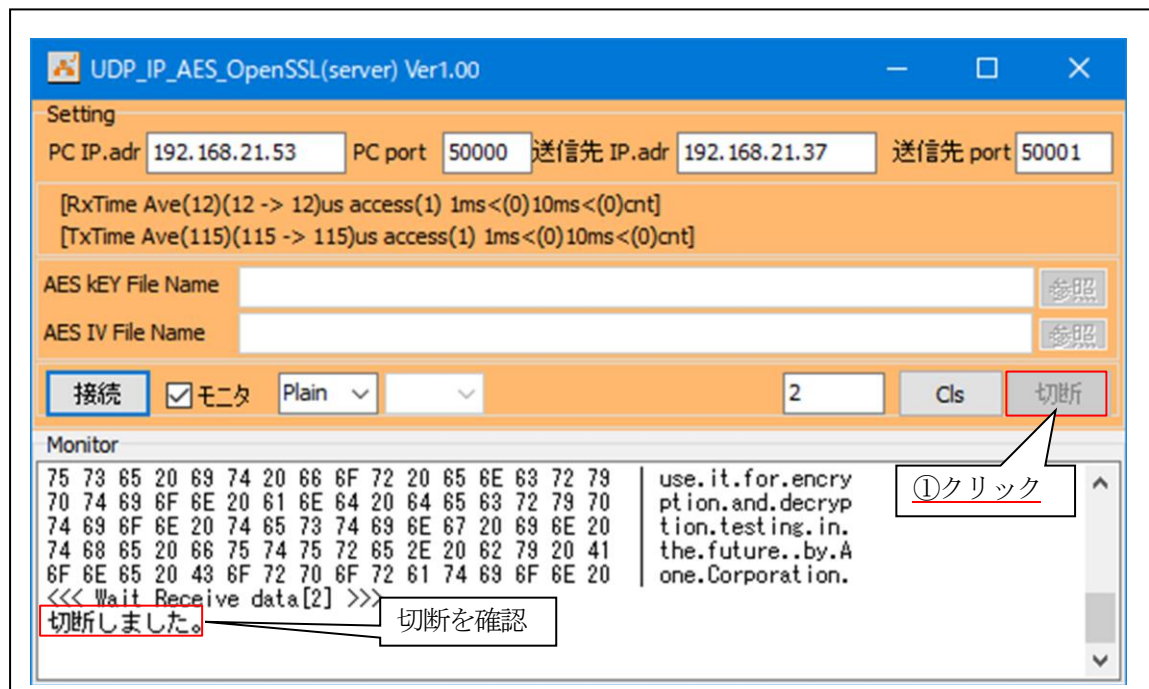 UDP_IP_AES_OpenSSL(server) Ver1.00
Setting
PC IP.adr 192.168.21.53 PC port 50000 送信先 IP.adr 192.168.21.37 送信先 port 50001
[RxTime Ave(12)(12 -> 12)us access(1) 1ms<(0)10ms<(0)cnt]
[TxTime Ave(115)(115 -> 115)us access(1) 1ms<(0)10ms<(0)cnt]
AES kEY File Name 参照
AES IV File Name 参照
接続 モニタ Plain 2 Cls 切断
Monitor
①クリック
75 73 65 20 69 74 20 66 6F 72 20 65 6E 63 72 79 | use.it.for.encry
70 74 69 6F 6E 20 61 6E 64 20 64 65 63 72 79 70 | ption.and.decryp
74 69 6F 6E 20 74 65 73 74 69 6E 67 20 69 6E 20 | tion.testing.in.
74 68 65 20 66 75 74 75 72 65 2E 20 62 79 20 41 | the.future..by.A
6F 6E 65 20 43 6F 72 70 6F 72 61 74 69 6F 6E 20 | one.Corporation.
<<< Wait Receive data[2] >>>
切断しました。
切断を確認